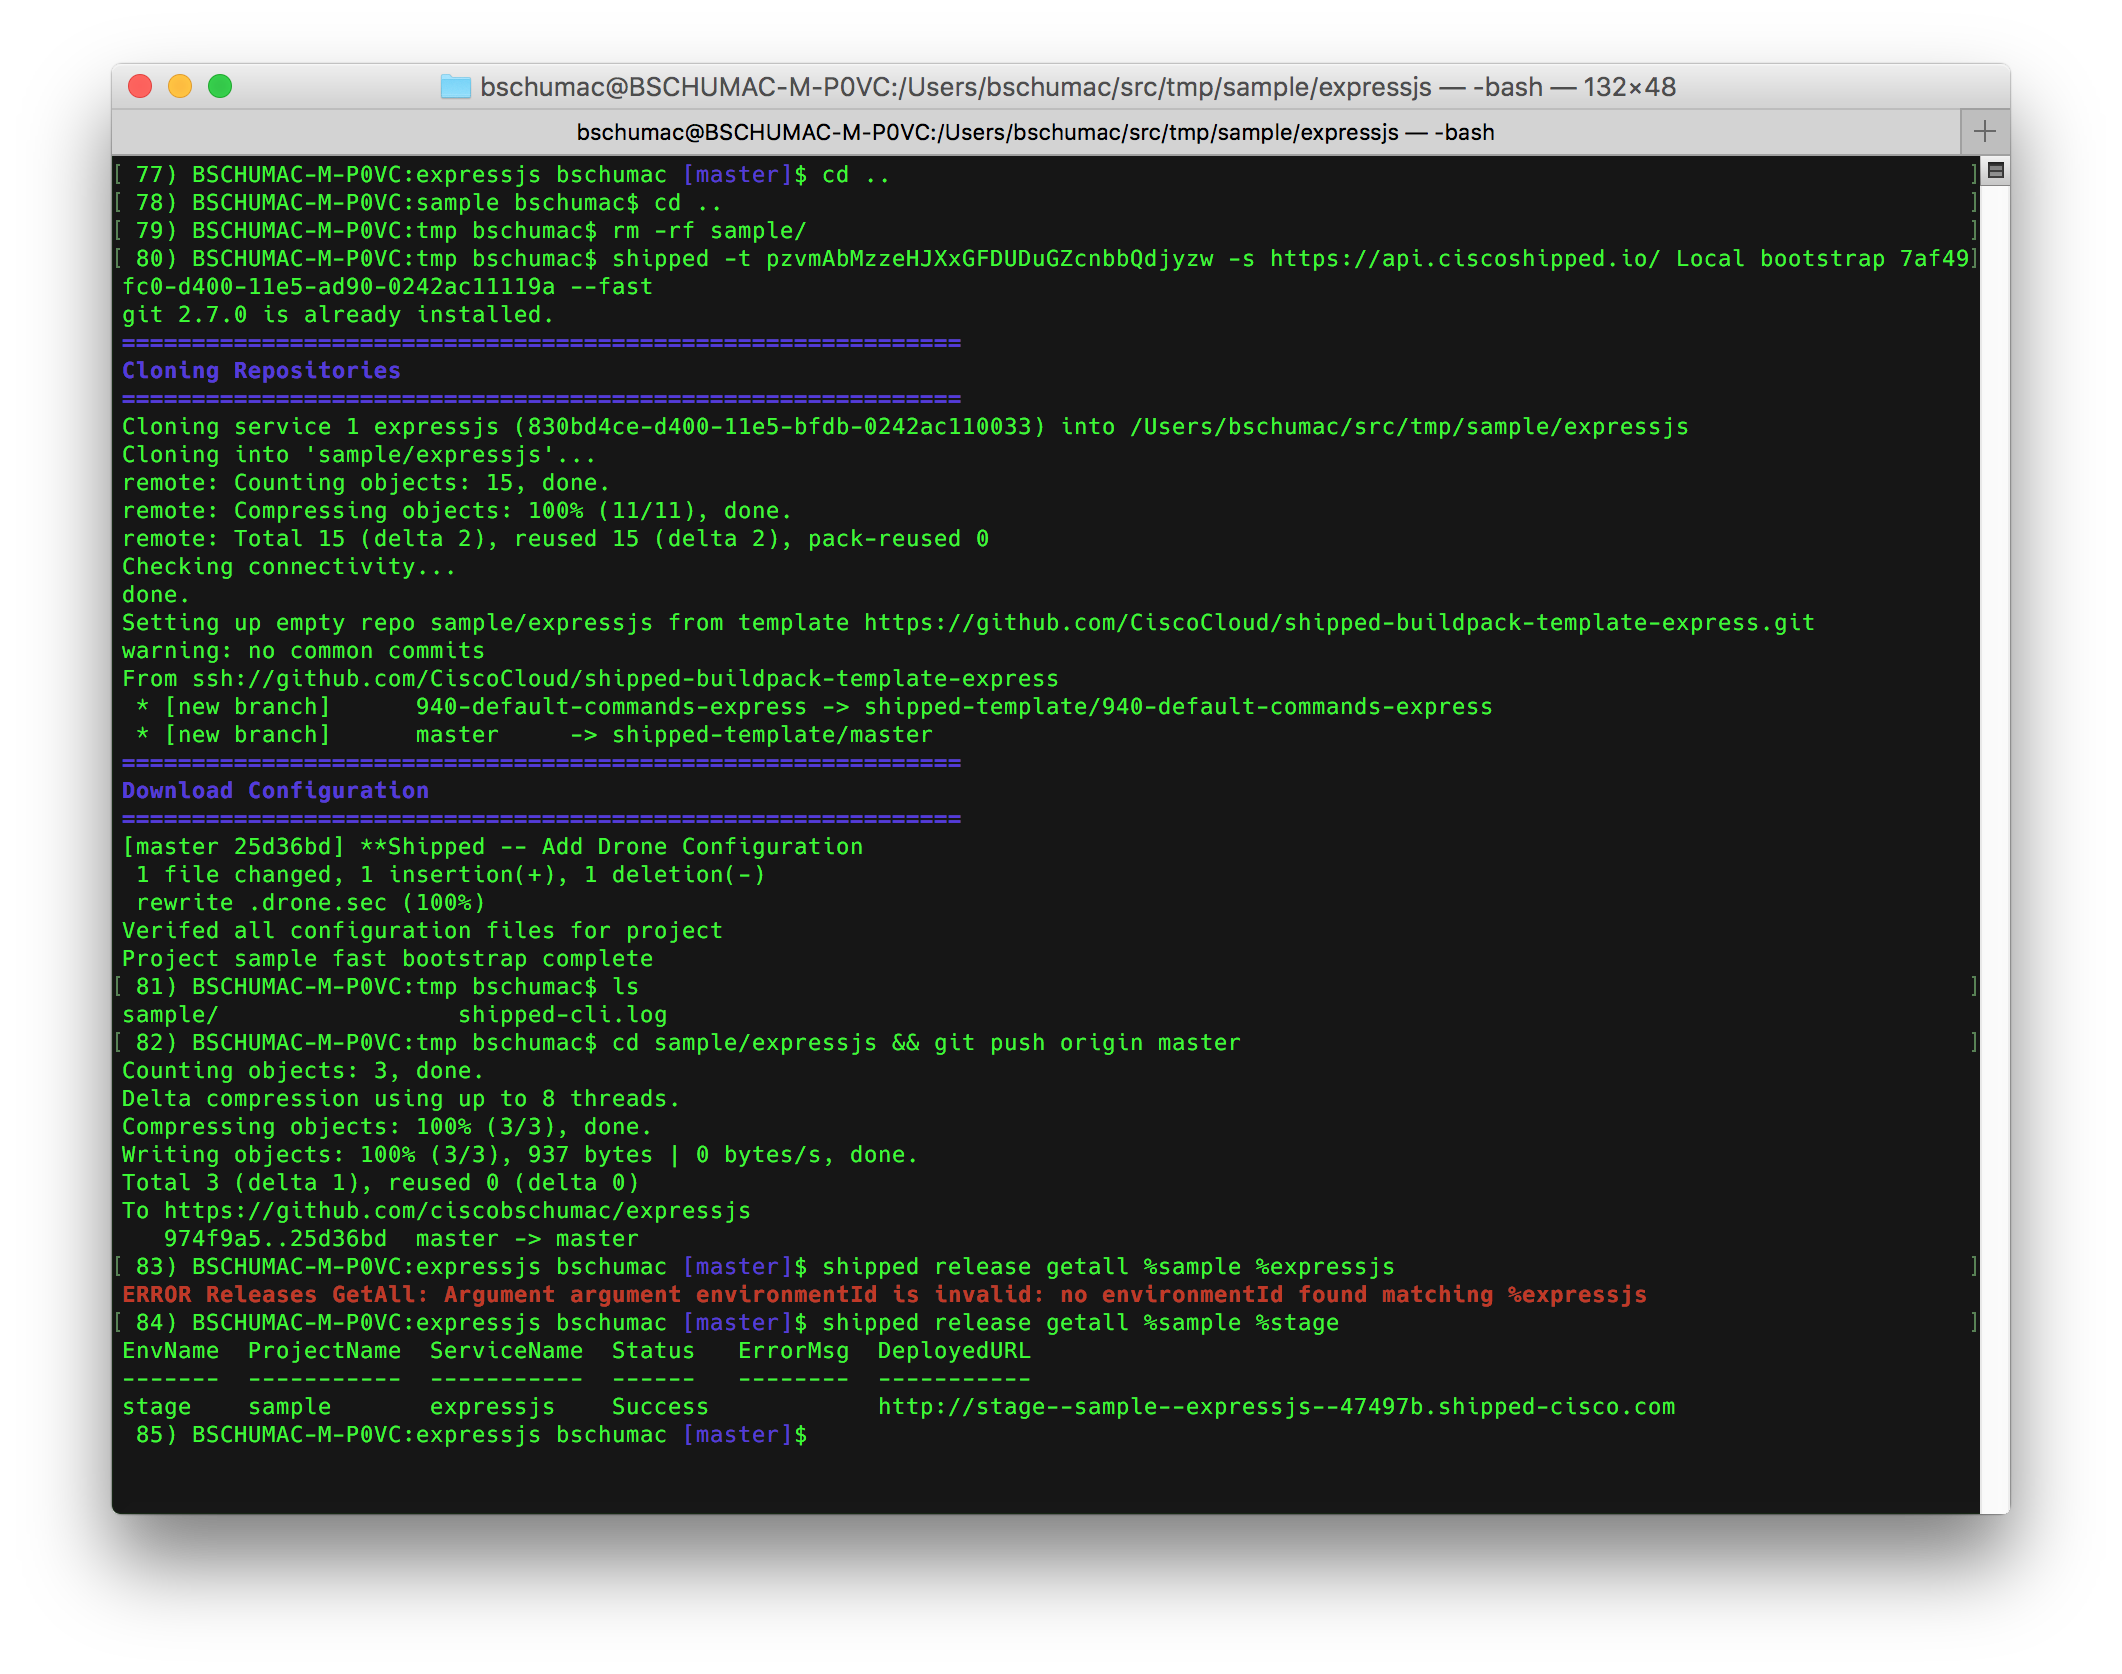 bschumac@BSCHUMAC-M-P0VC:/Users/bschumac/src/tmp/sample/expressjs — -bash — 132×48
bschumac@BSCHUMAC-M-P0VC:/Users/bschumac/src/tmp/sample/expressjs — -bash
[ 77) BSCHUMAC-M-P0VC:expressjs bschumac [master]$ cd .. ]
[ 78) BSCHUMAC-M-P0VC:sample bschumac$ cd .. ]
[ 79) BSCHUMAC-M-P0VC:tmp bschumac$ rm -rf sample/ ]
[ 80) BSCHUMAC-M-P0VC:tmp bschumac$ shipped -t pzvmAbMzzeHJXxGFDUDuGZcnbbQdjyzw -s https://api.ciscoshipped.io/ Local bootstrap 7af49]
fc0-d400-11e5-ad90-0242ac11119a --fast
git 2.7.0 is already installed.
============================================================
Cloning Repositories
============================================================
Cloning service 1 expressjs (830bd4ce-d400-11e5-bfdb-0242ac110033) into /Users/bschumac/src/tmp/sample/expressjs
Cloning into 'sample/expressjs'...
remote: Counting objects: 15, done.
remote: Compressing objects: 100% (11/11), done.
remote: Total 15 (delta 2), reused 15 (delta 2), pack-reused 0
Checking connectivity...
done.
Setting up empty repo sample/expressjs from template https://github.com/CiscoCloud/shipped-buildpack-template-express.git
warning: no common commits
From ssh://github.com/CiscoCloud/shipped-buildpack-template-express
 * [new branch]      940-default-commands-express -> shipped-template/940-default-commands-express
 * [new branch]      master     -> shipped-template/master
============================================================
Download Configuration
============================================================
[master 25d36bd] **Shipped -- Add Drone Configuration
 1 file changed, 1 insertion(+), 1 deletion(-)
 rewrite .drone.sec (100%)
Verifed all configuration files for project
Project sample fast bootstrap complete
[ 81) BSCHUMAC-M-P0VC:tmp bschumac$ ls ]
sample/                 shipped-cli.log
[ 82) BSCHUMAC-M-P0VC:tmp bschumac$ cd sample/expressjs && git push origin master ]
Counting objects: 3, done.
Delta compression using up to 8 threads.
Compressing objects: 100% (3/3), done.
Writing objects: 100% (3/3), 937 bytes | 0 bytes/s, done.
Total 3 (delta 1), reused 0 (delta 0)
To https://github.com/ciscobschumac/expressjs
   974f9a5..25d36bd  master -> master
[ 83) BSCHUMAC-M-P0VC:expressjs bschumac [master]$ shipped release getall %sample %expressjs ]
ERROR Releases GetAll: Argument argument environmentId is invalid: no environmentId found matching %expressjs
[ 84) BSCHUMAC-M-P0VC:expressjs bschumac [master]$ shipped release getall %sample %stage ]
EnvName  ProjectName  ServiceName  Status   ErrorMsg  DeployedURL
-------  -----------  -----------  ------   --------  -----------
stage    sample       expressjs    Success            http://stage--sample--expressjs--47497b.shipped-cisco.com
 85) BSCHUMAC-M-P0VC:expressjs bschumac [master]$